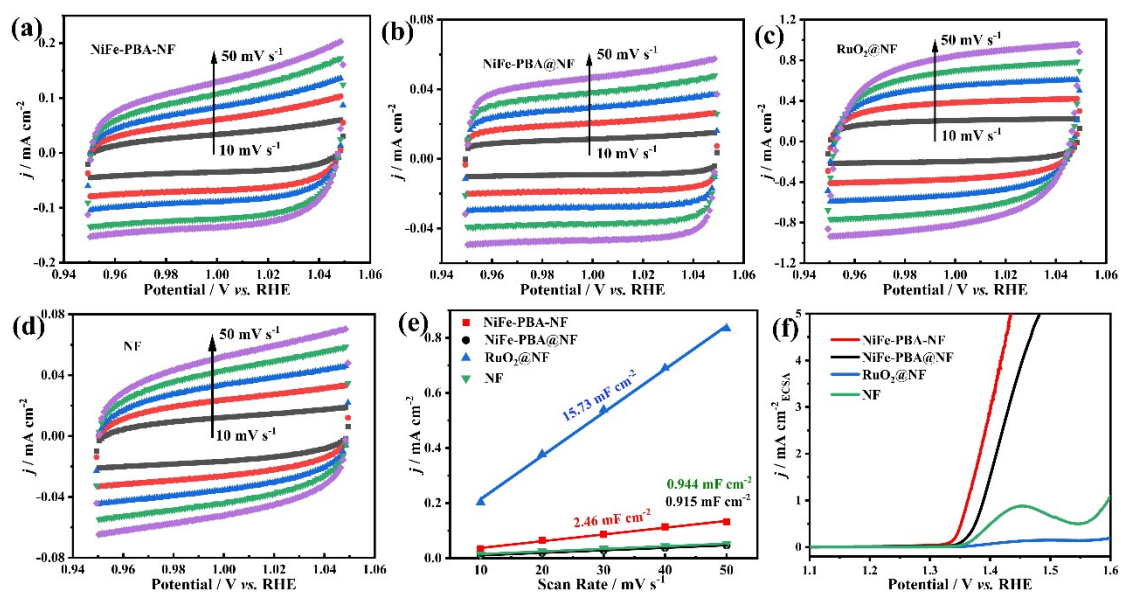 (a)
NiFe-PBA-NF
50 mV s⁻¹
10 mV s⁻¹
0.2
0.1
0.0
-0.1
-0.2
j / mA cm⁻²
0.94 0.96 0.98 1.00 1.02 1.04 1.06
Potential / V vs. RHE
(b)
NiFe-PBA@NF
50 mV s⁻¹
10 mV s⁻¹
0.08
0.04
0.00
-0.04
j / mA cm⁻²
0.94 0.96 0.98 1.00 1.02 1.04 1.06
Potential / V vs. RHE
(c)
RuO₂@NF
50 mV s⁻¹
10 mV s⁻¹
1.2
0.8
0.4
0.0
-0.4
-0.8
-1.2
j / mA cm⁻²
0.94 0.96 0.98 1.00 1.02 1.04 1.06
Potential / V vs. RHE
(d)
NF
50 mV s⁻¹
10 mV s⁻¹
0.08
0.04
0.00
-0.04
-0.08
j / mA cm⁻²
0.94 0.96 0.98 1.00 1.02 1.04 1.06
Potential / V vs. RHE
(e)
NiFe-PBA-NF
NiFe-PBA@NF
RuO₂@NF
NF
15.73 mF cm⁻²
0.944 mF cm⁻²
0.915 mF cm⁻²
2.46 mF cm⁻²
0.8
0.6
0.4
0.2
0.0
j / mA cm⁻²
10 20 30 40 50
Scan Rate / mV s⁻¹
(f)
NiFe-PBA-NF
NiFe-PBA@NF
RuO₂@NF
NF
5
4
3
2
1
0
j / mA cm⁻²ECSA
1.1 1.2 1.3 1.4 1.5 1.6
Potential / V vs. RHE